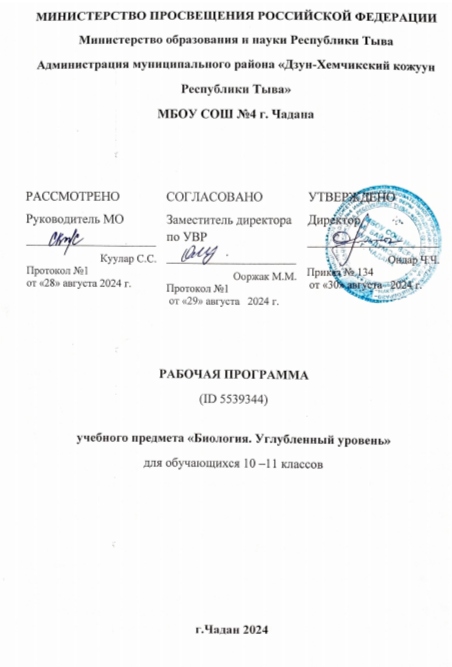 МИНИСТЕРСТВО ПРОСВЕЩЕНИЯ РОССИЙСКОЙ ФЕДЕРАЦИИ
Министерство образования и науки Республики Тыва
Администрация муниципального района «Дзун-Хемчикский кожууи
Республики Тыва»
МБОУ СОШ №4 г. Чадана
РАССМОТРЕНО
Руководитель МО
Куулар С.С.
Протокол №1
от «28» августа 2024 г.
СОГЛАСОВАНО
Заместитель директора
по УВР
Ооржак М.М.
Протокол №1
от «29» августа 2024 г.
УТВЕРЖДЕНО
Директор
Ондар Ч.Ч.
Приказ № 134
от «30» августа 2024 г.
РАБОЧАЯ ПРОГРАММА
(ID 5539344)
учебного предмета «Биология. Углубленный уровень»
для обучающихся 10 –11 классов
г.Чадан 2024